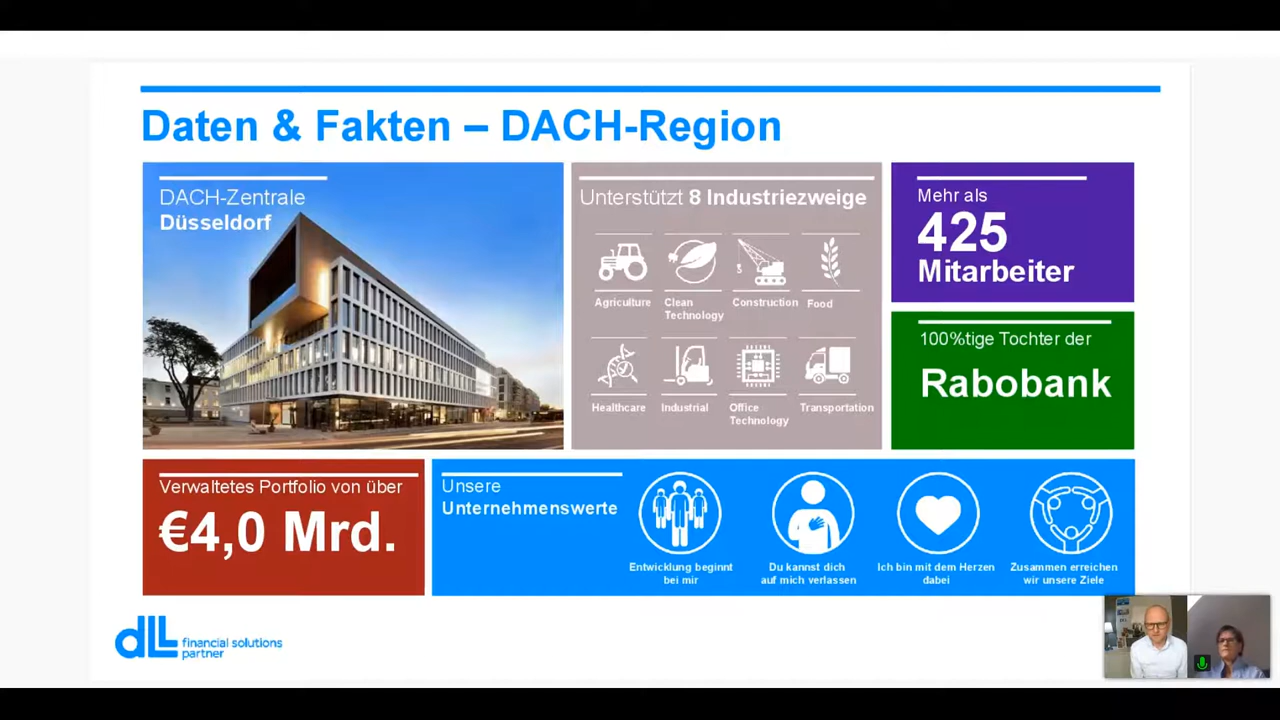 Daten & Fakten – DACH-Region
DACH-Zentrale
Düsseldorf
Unterstützt 8 Industriezweige
Agriculture
Clean
Technology
Construction
Food
Healthcare
Industrial
Office
Technology
Transportation
Mehr als
425
Mitarbeiter
100%tige Tochter der
Rabobank
Verwaltetes Portfolio von über
€4,0 Mrd.
Unsere
Unternehmenswerte
Entwicklung beginnt
bei mir
Du kannst dich
auf mich verlassen
Ich bin mit dem Herzen
dabei
Zusammen erreichen
wir unsere Ziele
dLL financial solutions
partner